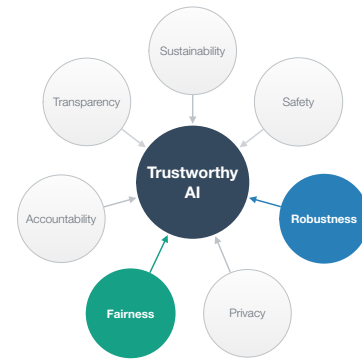 Sustainability
Transparency
Safety
Trustworthy
AI
Accountability
Robustness
Fairness
Privacy